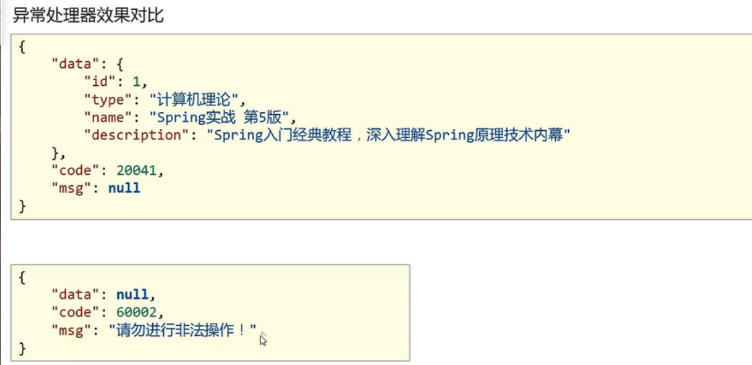 异常处理器效果对比
{
    "data": {
        "id": 1,
        "type": "计算机理论",
        "name": "Spring实战 第5版",
        "description": "Spring入门经典教程，深入理解Spring原理技术内幕"
    },
    "code": 20041,
    "msg": null
}
{
    "data": null,
    "code": 60002,
    "msg": "请勿进行非法操作！"
}